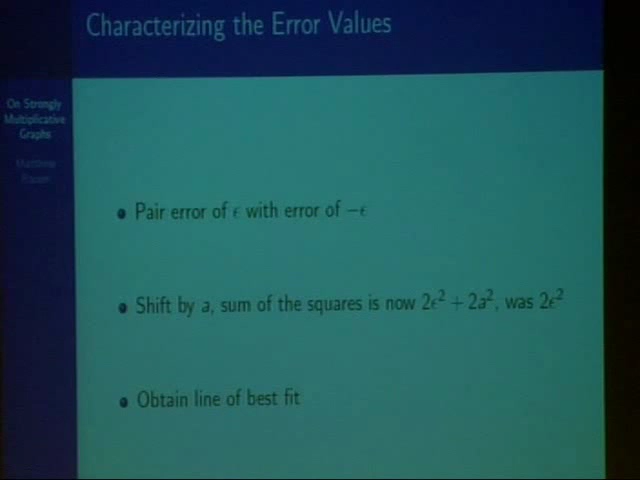 Characterizing the Error Values
On Strongly
Multiplicative
Graphs
Matthew
• Pair error of ϵ with error of −ϵ
• Shift by a, sum of the squares is now 2ϵ² + 2a², was 2ϵ²
• Obtain line of best fit